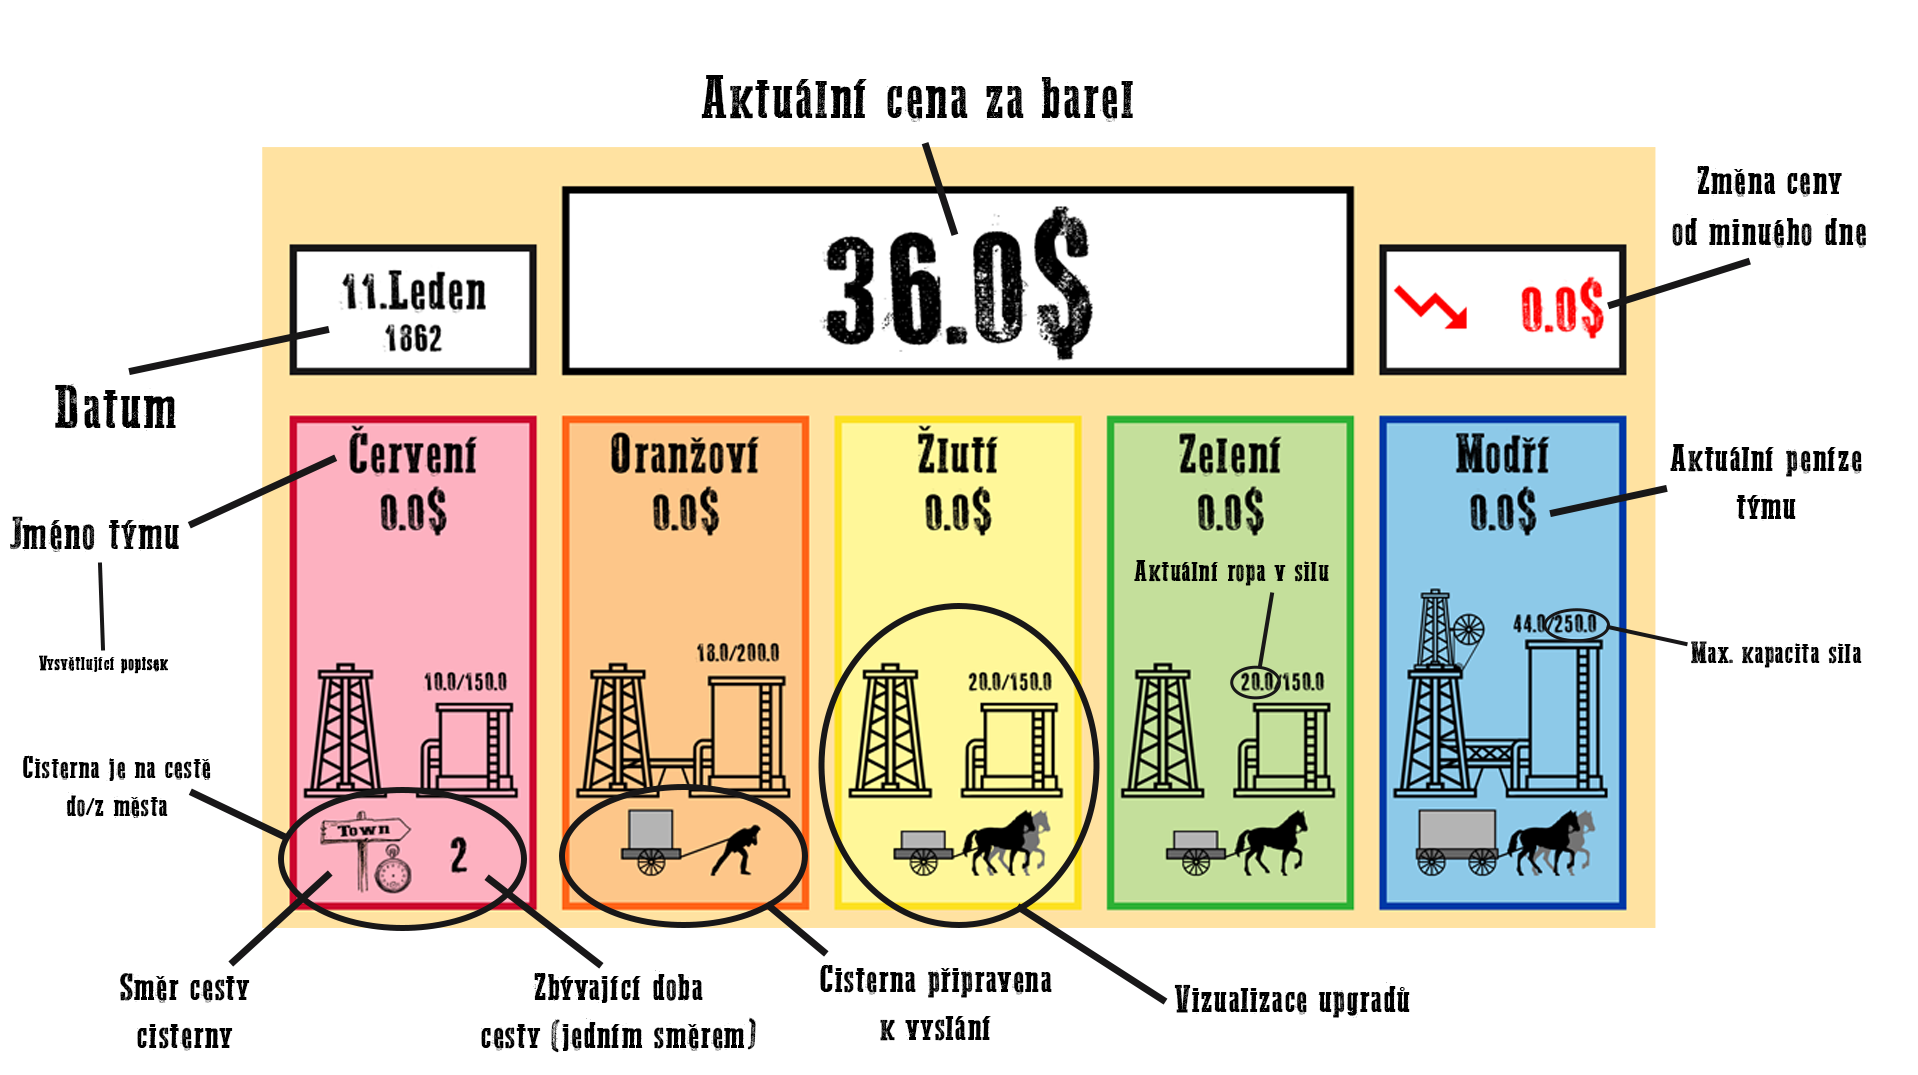 Aktuální cena za barel
Změna ceny
od minuého dne
36.0$
11.Leden
1862
0.0$
Datum
Červení
0.0$
Oranžoví
0.0$
Žlutí
0.0$
Zelení
0.0$
Modří
0.0$
Aktuální peníze
týmu
Jméno týmu
Vysvětlující popisek
Aktuální ropa v silu
10.0/150.0
18.0/200.0
20.0/150.0
20.0/150.0
44.0/250.0
Max. kapacita sila
Cisterna je na cestě
do/z města
Town
2
Směr cesty
cisterny
Zbývající doba
cesty (jedním směrem)
Cisterna připravena
k vyslání
Vizualizace upgradů